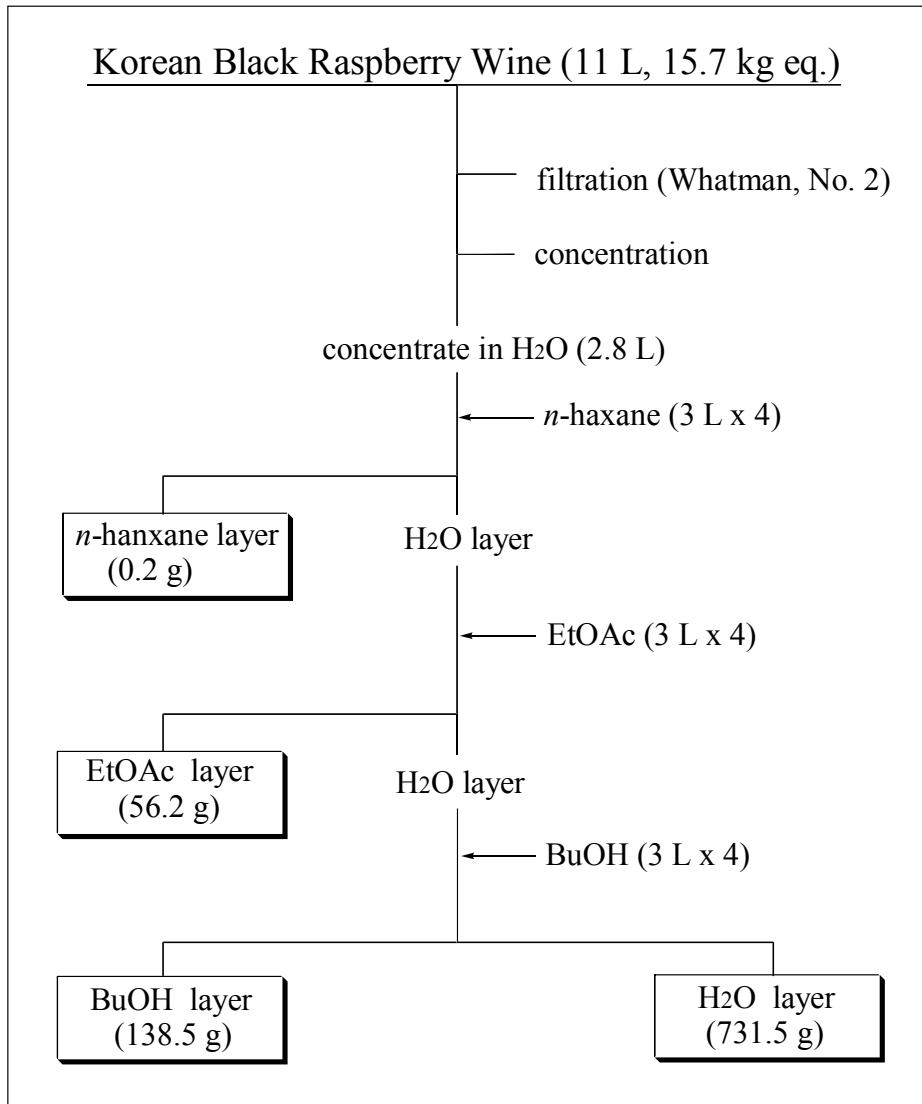 Korean Black Raspberry Wine (11 L, 15.7 kg eq.)
filtration (Whatman, No. 2)
concentration
concentrate in H2O (2.8 L)
n-haxane (3 L x 4)
n-hanxane layer
(0.2 g)
H2O layer
EtOAc (3 L x 4)
EtOAc layer
(56.2 g)
H2O layer
BuOH (3 L x 4)
BuOH layer
(138.5 g)
H2O layer
(731.5 g)